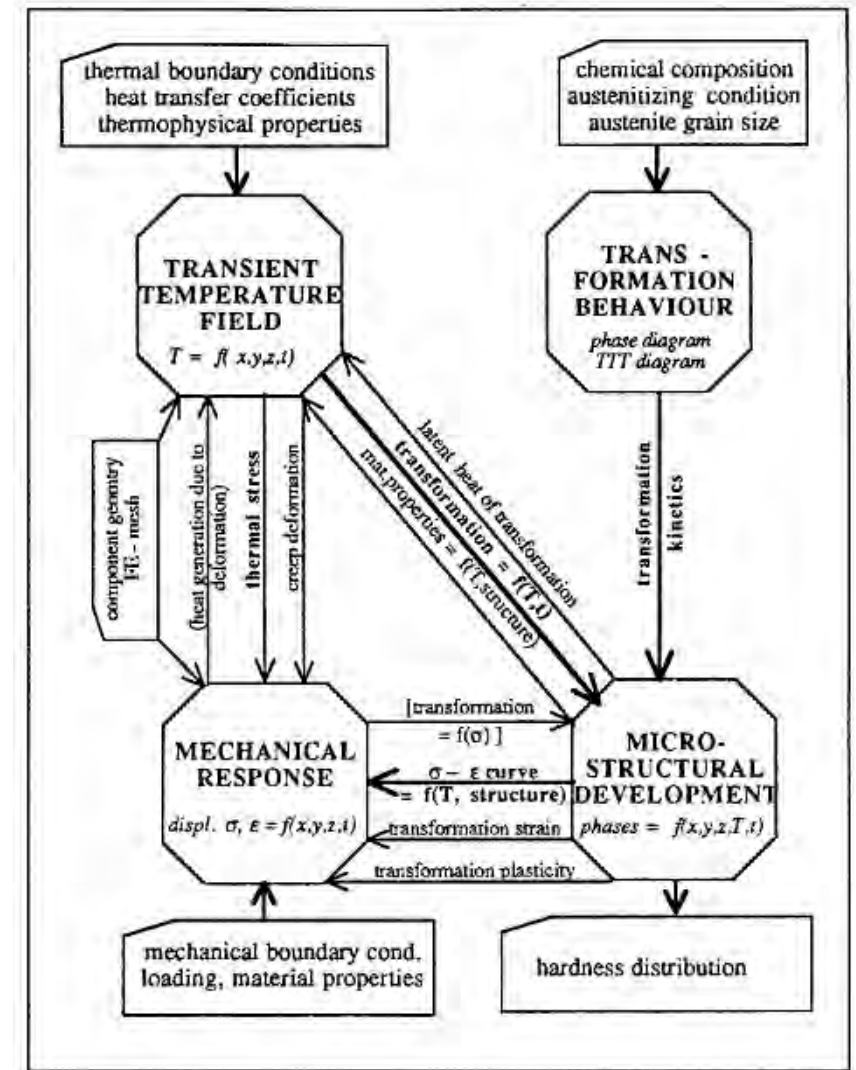 thermal boundary conditions
heat transfer coefficients
thermophysical properties
chemical composition
austenitizing condition
austenite grain size
TRANSIENT
TEMPERATURE
FIELD
T = f( x,y,z,t)
TRANS -
FORMATION
BEHAVIOUR
phase diagram
TTT diagram
component geometry
FE - mesh
(heat generation due to
deformation)
thermal stress
creep deformation
mat.properties = f(T,structure)
transformation = f(T,t)
latent heat of transformation
transformation
kinetics
MECHANICAL
RESPONSE
displ. σ, ε = f(x,y,z,t)
[transformation
= f(σ) ]
σ – ε curve
= f(T, structure)
transformation strain
transformation plasticity
MICRO-
STRUCTURAL
DEVELOPMENT
phases = f(x,y,z,T,t)
mechanical boundary cond.
loading, material properties
hardness distribution